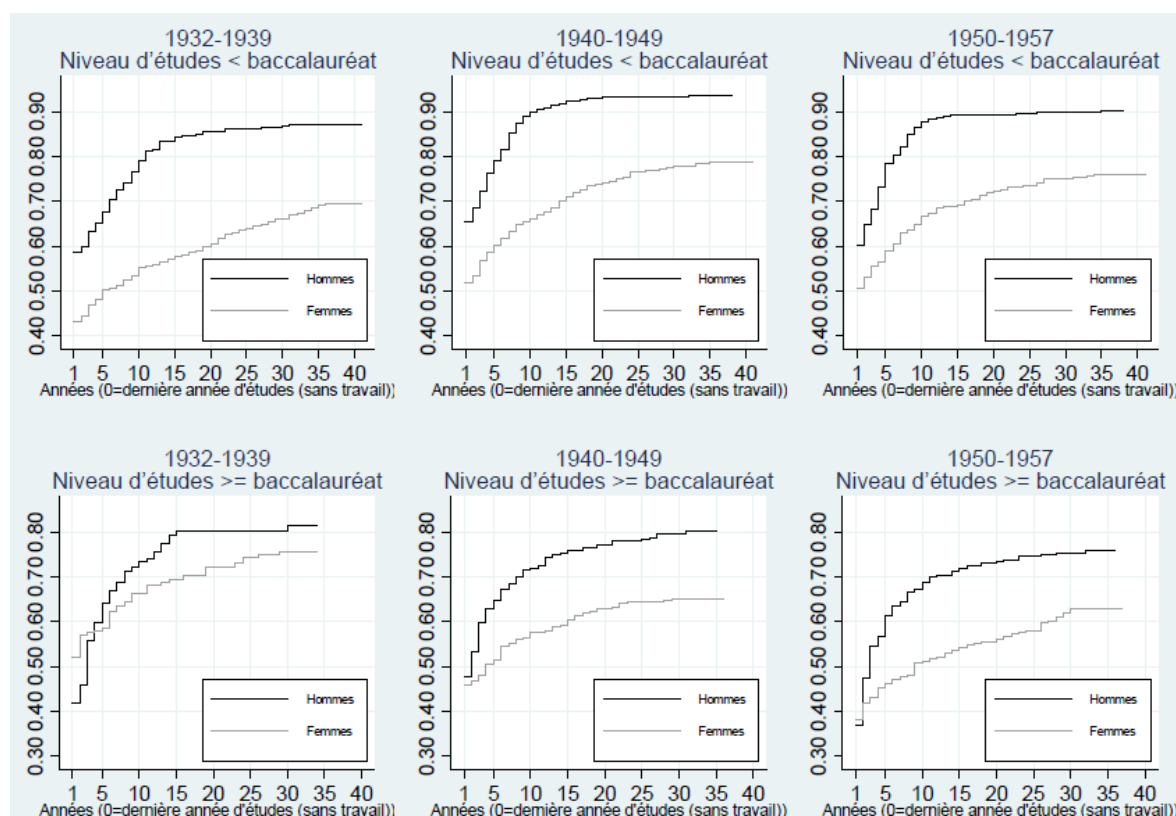 1932-1939
Niveau d'études < baccalauréat
0.40 0.50 0.60 0.70 0.80 0.90
Hommes
Femmes
1 5 10 15 20 25 30 35 40
Années (0=dernière année d'études (sans travail))
1940-1949
Niveau d'études < baccalauréat
0.40 0.50 0.60 0.70 0.80 0.90
Hommes
Femmes
1 5 10 15 20 25 30 35 40
Années (0=dernière année d'études (sans travail))
1950-1957
Niveau d'études < baccalauréat
0.40 0.50 0.60 0.70 0.80 0.90
Hommes
Femmes
1 5 10 15 20 25 30 35 40
Années (0=dernière année d'études (sans travail))
1932-1939
Niveau d'études >= baccalauréat
0.30 0.40 0.50 0.60 0.70 0.80
Hommes
Femmes
1 5 10 15 20 25 30 35 40
Années (0=dernière année d'études (sans travail))
1940-1949
Niveau d'études >= baccalauréat
0.30 0.40 0.50 0.60 0.70 0.80
Hommes
Femmes
1 5 10 15 20 25 30 35 40
Années (0=dernière année d'études (sans travail))
1950-1957
Niveau d'études >= baccalauréat
0.30 0.40 0.50 0.60 0.70 0.80
Hommes
Femmes
1 5 10 15 20 25 30 35 40
Années (0=dernière année d'études (sans travail))